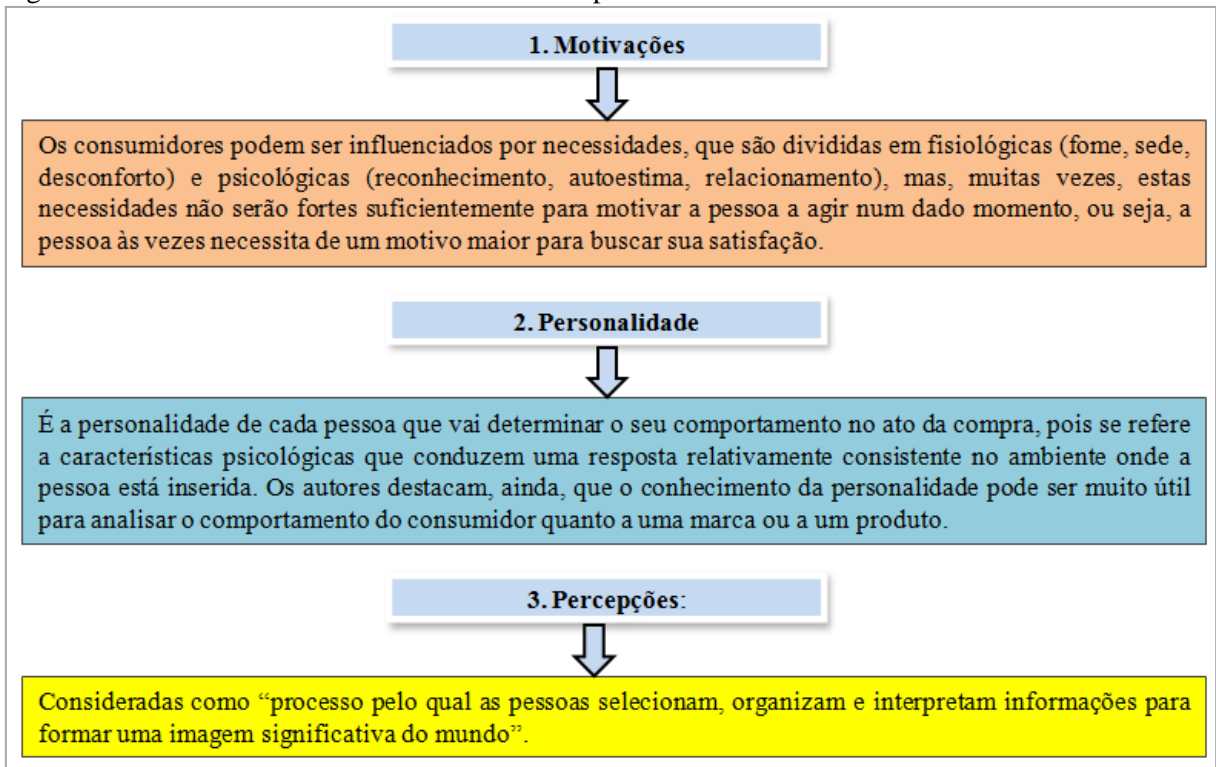 1. Motivações
Os consumidores podem ser influenciados por necessidades, que são divididas em fisiológicas (fome, sede,
desconforto) e psicológicas (reconhecimento, autoestima, relacionamento), mas, muitas vezes, estas
necessidades não serão fortes suficientemente para motivar a pessoa a agir num dado momento, ou seja, a
pessoa às vezes necessita de um motivo maior para buscar sua satisfação.
2. Personalidade
É a personalidade de cada pessoa que vai determinar o seu comportamento no ato da compra, pois se refere
a características psicológicas que conduzem uma resposta relativamente consistente no ambiente onde a
pessoa está inserida. Os autores destacam, ainda, que o conhecimento da personalidade pode ser muito útil
para analisar o comportamento do consumidor quanto a uma marca ou a um produto.
3. Percepções:
Consideradas como “processo pelo qual as pessoas selecionam, organizam e interpretam informações para
formar uma imagem significativa do mundo”.